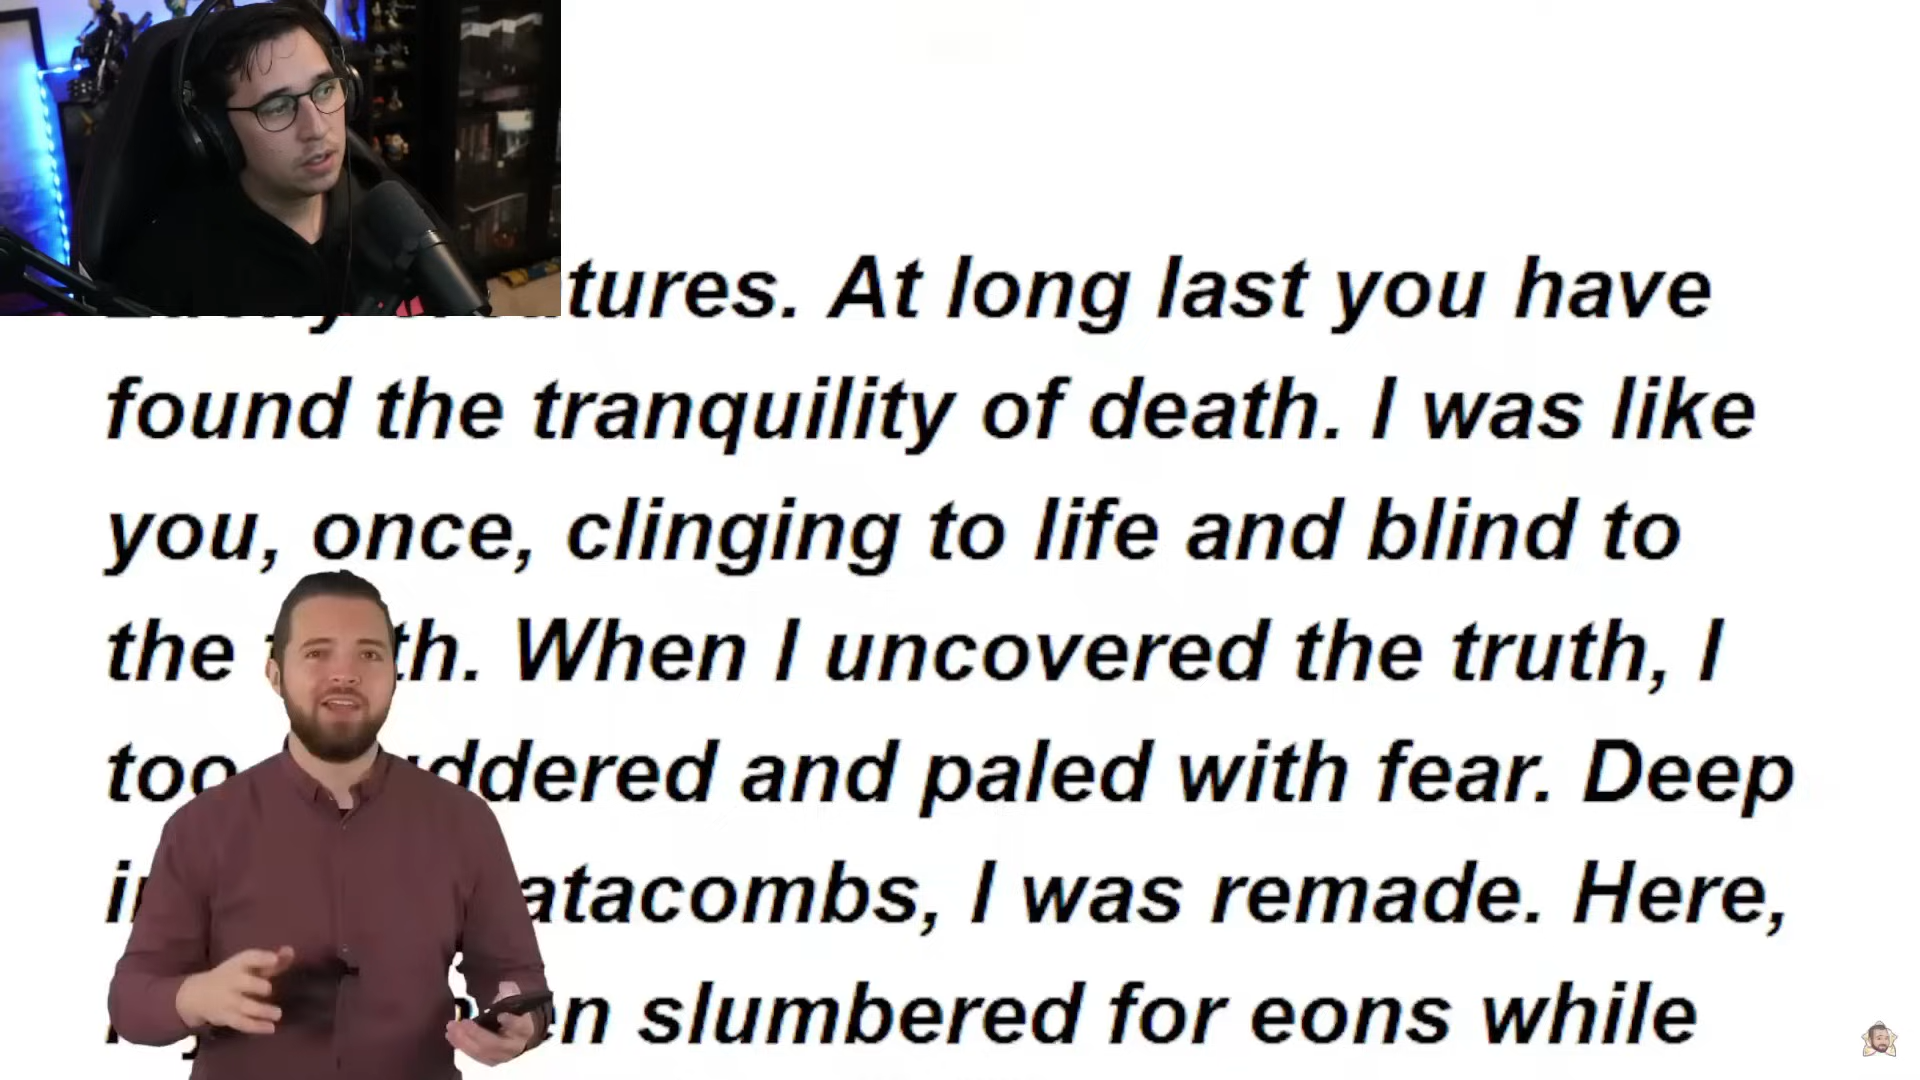 tures. At long last you have
found the tranquility of death. I was like
you, once, clinging to life and blind to
the th. When I uncovered the truth, I
too ddered and paled with fear. Deep
in atacombs, I was remade. Here,
en slumbered for eons while